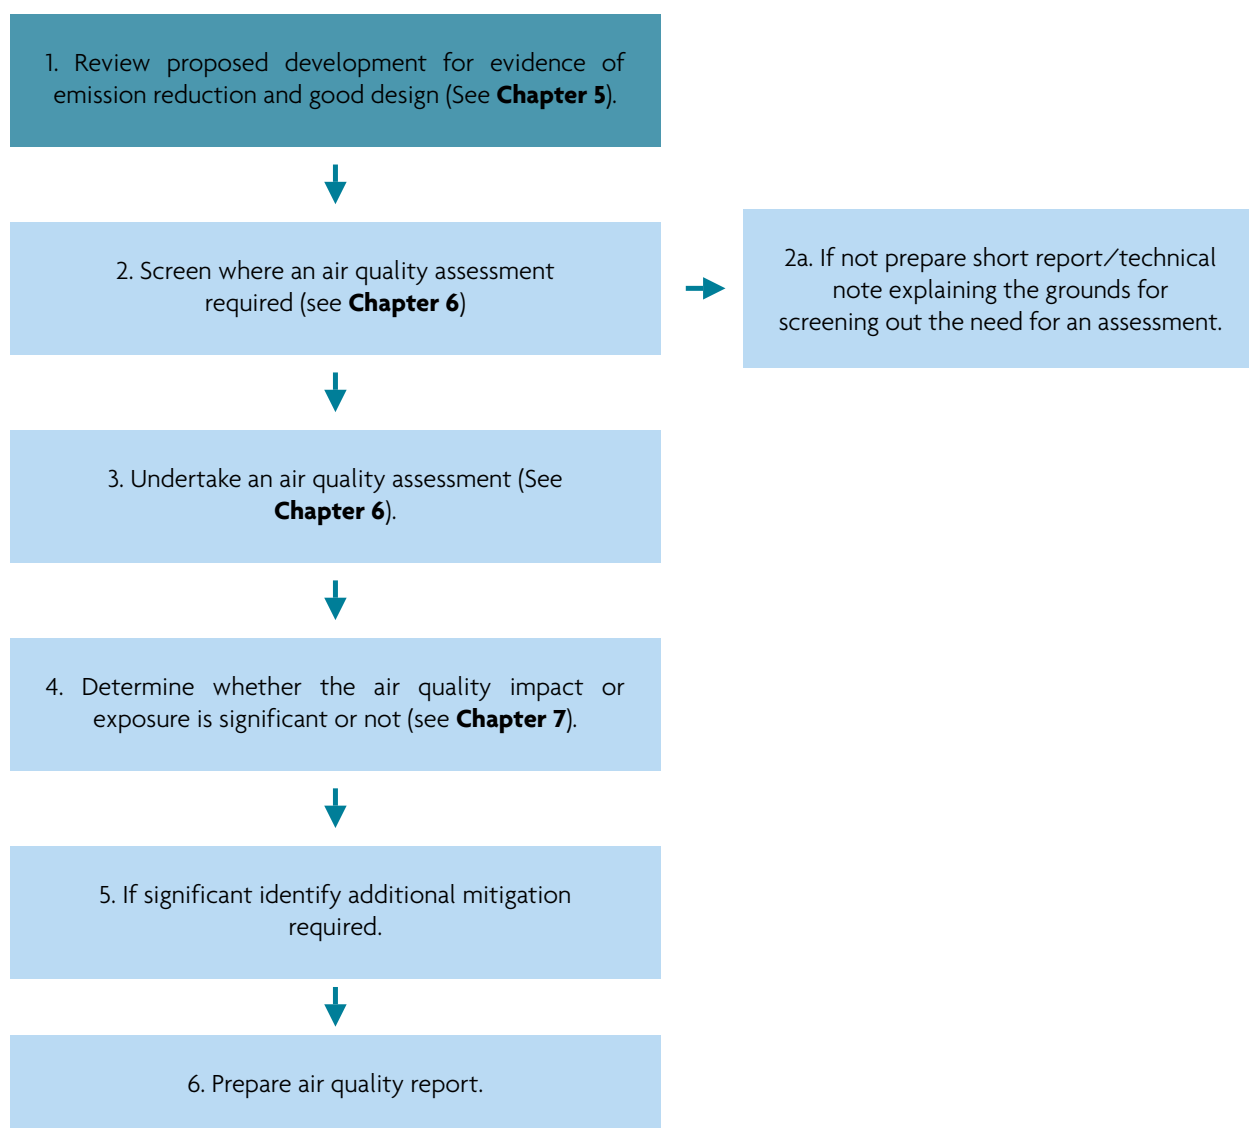 1. Review proposed development for evidence of
emission reduction and good design (See Chapter 5).
2. Screen where an air quality assessment
required (see Chapter 6)
2a. If not prepare short report/technical
note explaining the grounds for
screening out the need for an assessment.
3. Undertake an air quality assessment (See
Chapter 6).
4. Determine whether the air quality impact or
exposure is significant or not (see Chapter 7).
5. If significant identify additional mitigation
required.
6. Prepare air quality report.